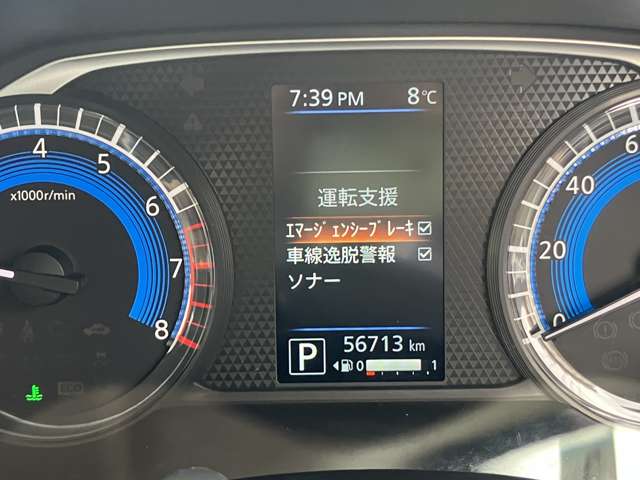 7:39 PM 8℃
運転支援
ｴﾏｰｼﾞｪﾝｼｰﾌﾞﾚｰｷ
車線逸脱警報
ソナー
P 56713 km
0 1
4 5 6 7 8
x1000r/min
0 20 40